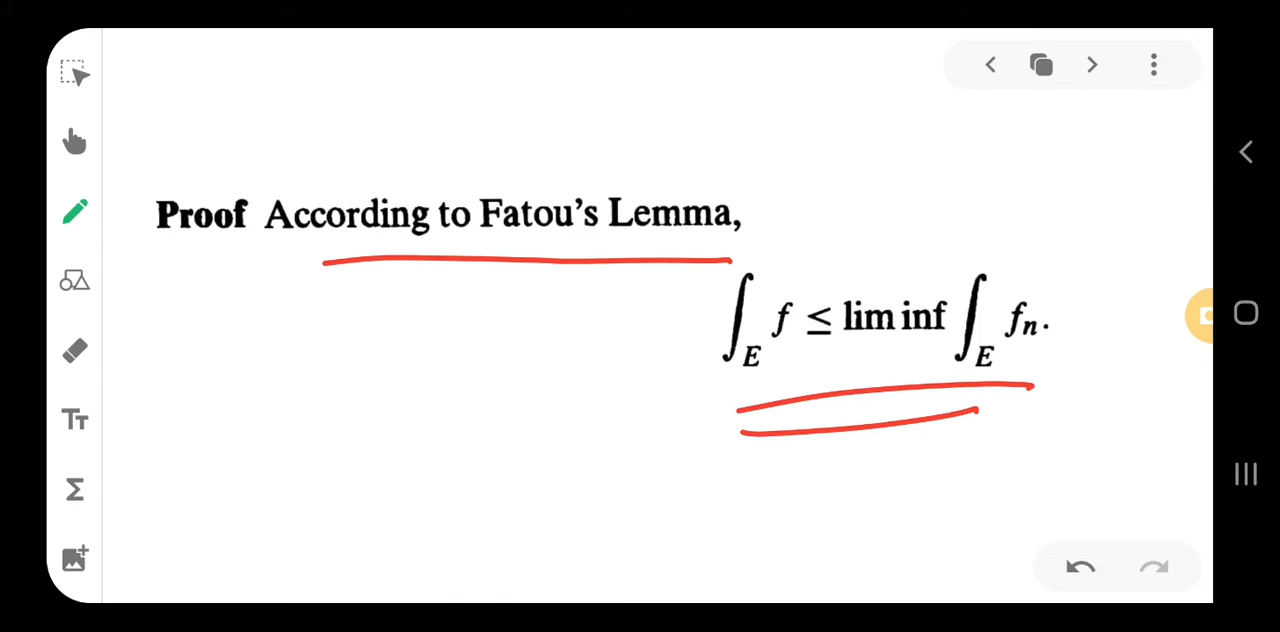 Proof According to Fatou's Lemma,
∫_E f ≤ lim inf ∫_E f_n.